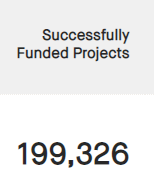 Successfully
Funded Projects
199,326